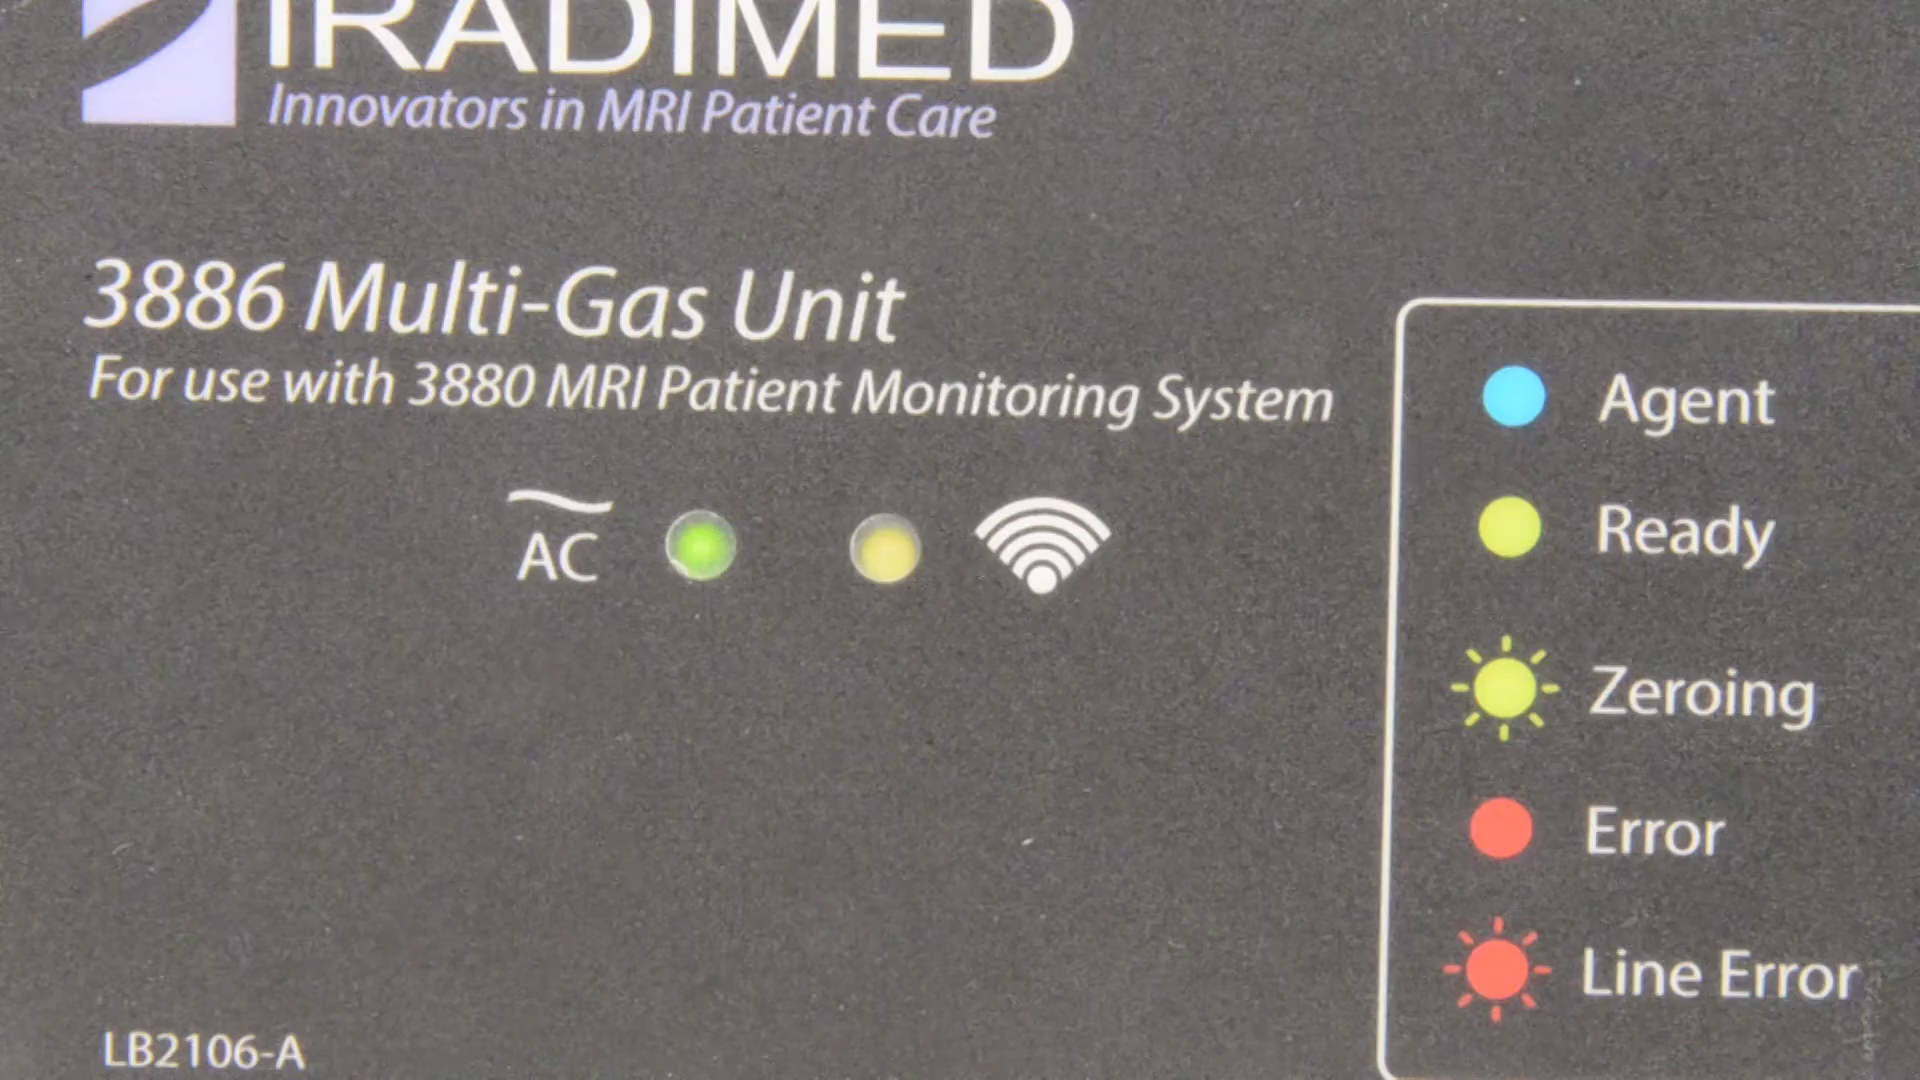 IRADIMED
Innovators in MRI Patient Care
3886 Multi-Gas Unit
For use with 3880 MRI Patient Monitoring System
AC
Agent
Ready
Zeroing
Error
Line Error
LB2106-A